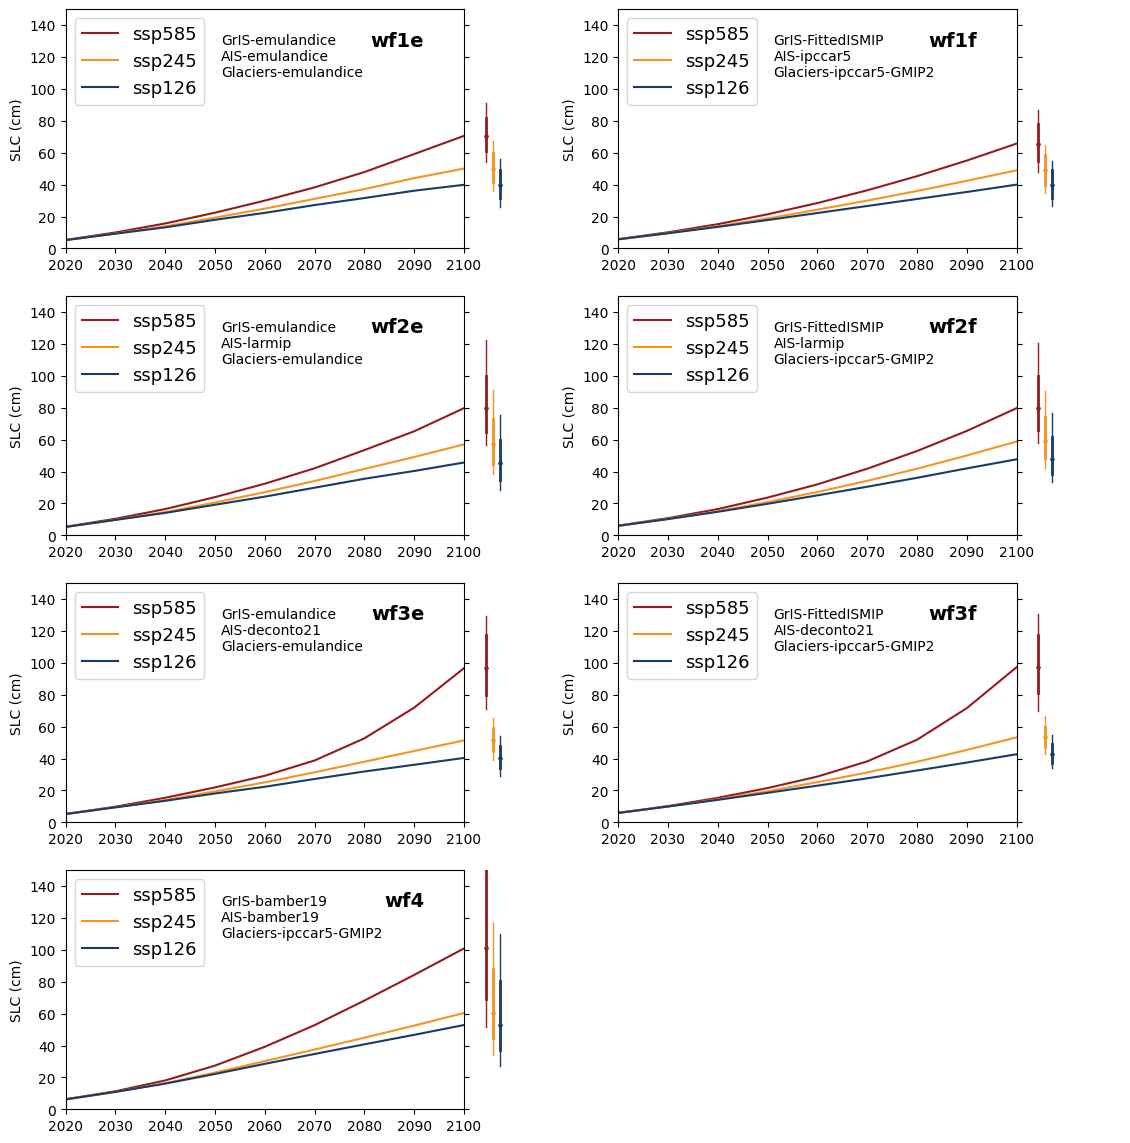 ssp585
ssp245
ssp126
GrIS-emulandice
AIS-emulandice
Glaciers-emulandice
wf1e
SLC (cm)
140
120
100
80
60
40
20
0
2020 2030 2040 2050 2060 2070 2080 2090 2100
ssp585
ssp245
ssp126
GrIS-FittedISMIP
AIS-ipccar5
Glaciers-ipccar5-GMIP2
wf1f
SLC (cm)
140
120
100
80
60
40
20
0
2020 2030 2040 2050 2060 2070 2080 2090 2100
ssp585
ssp245
ssp126
GrIS-emulandice
AIS-larmip
Glaciers-emulandice
wf2e
SLC (cm)
140
120
100
80
60
40
20
0
2020 2030 2040 2050 2060 2070 2080 2090 2100
ssp585
ssp245
ssp126
GrIS-FittedISMIP
AIS-larmip
Glaciers-ipccar5-GMIP2
wf2f
SLC (cm)
140
120
100
80
60
40
20
0
2020 2030 2040 2050 2060 2070 2080 2090 2100
ssp585
ssp245
ssp126
GrIS-emulandice
AIS-deconto21
Glaciers-emulandice
wf3e
SLC (cm)
140
120
100
80
60
40
20
0
2020 2030 2040 2050 2060 2070 2080 2090 2100
ssp585
ssp245
ssp126
GrIS-FittedISMIP
AIS-deconto21
Glaciers-ipccar5-GMIP2
wf3f
SLC (cm)
140
120
100
80
60
40
20
0
2020 2030 2040 2050 2060 2070 2080 2090 2100
ssp585
ssp245
ssp126
GrIS-bamber19
AIS-bamber19
Glaciers-ipccar5-GMIP2
wf4
SLC (cm)
140
120
100
80
60
40
20
0
2020 2030 2040 2050 2060 2070 2080 2090 2100